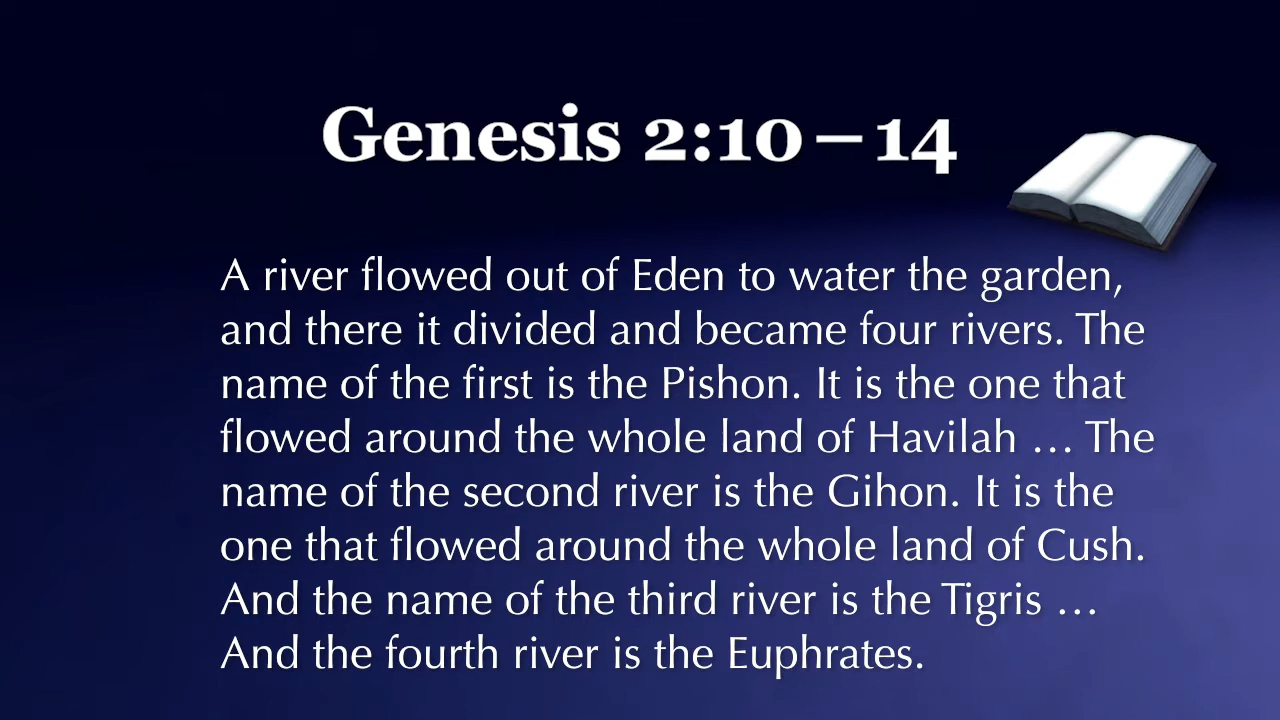 Genesis 2:10–14
A river flowed out of Eden to water the garden,
and there it divided and became four rivers. The
name of the first is the Pishon. It is the one that
flowed around the whole land of Havilah … The
name of the second river is the Gihon. It is the
one that flowed around the whole land of Cush.
And the name of the third river is the Tigris …
And the fourth river is the Euphrates.